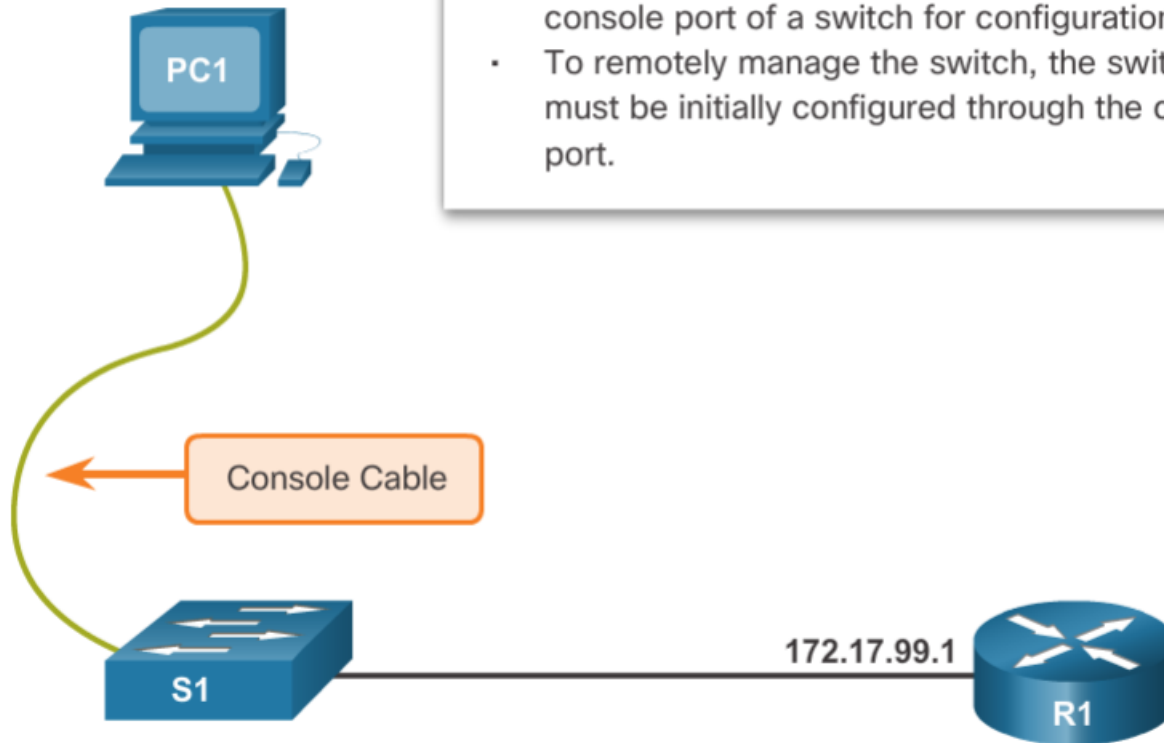 PC1
console port of a switch for configuration
· To remotely manage the switch, the swit
must be initially configured through the c
port.
Console Cable
172.17.99.1
S1
R1